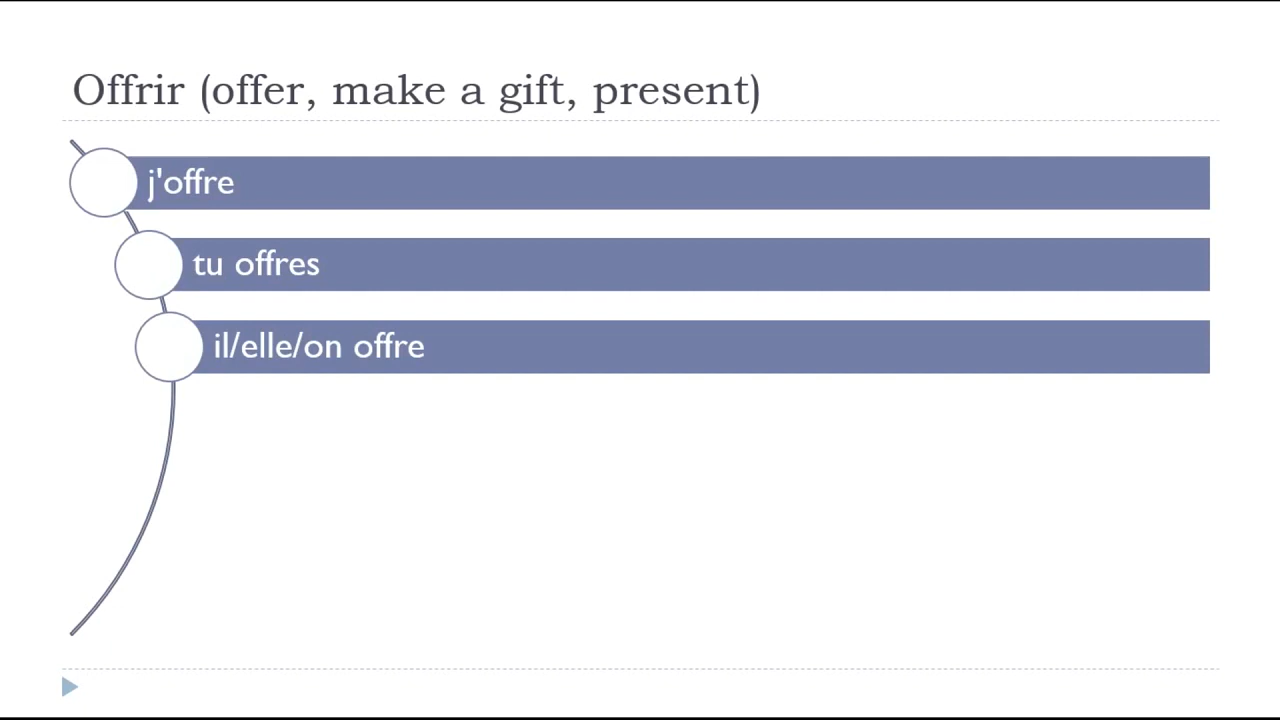 Offrir (offer, make a gift, present)
j'offre
tu offres
il/elle/on offre